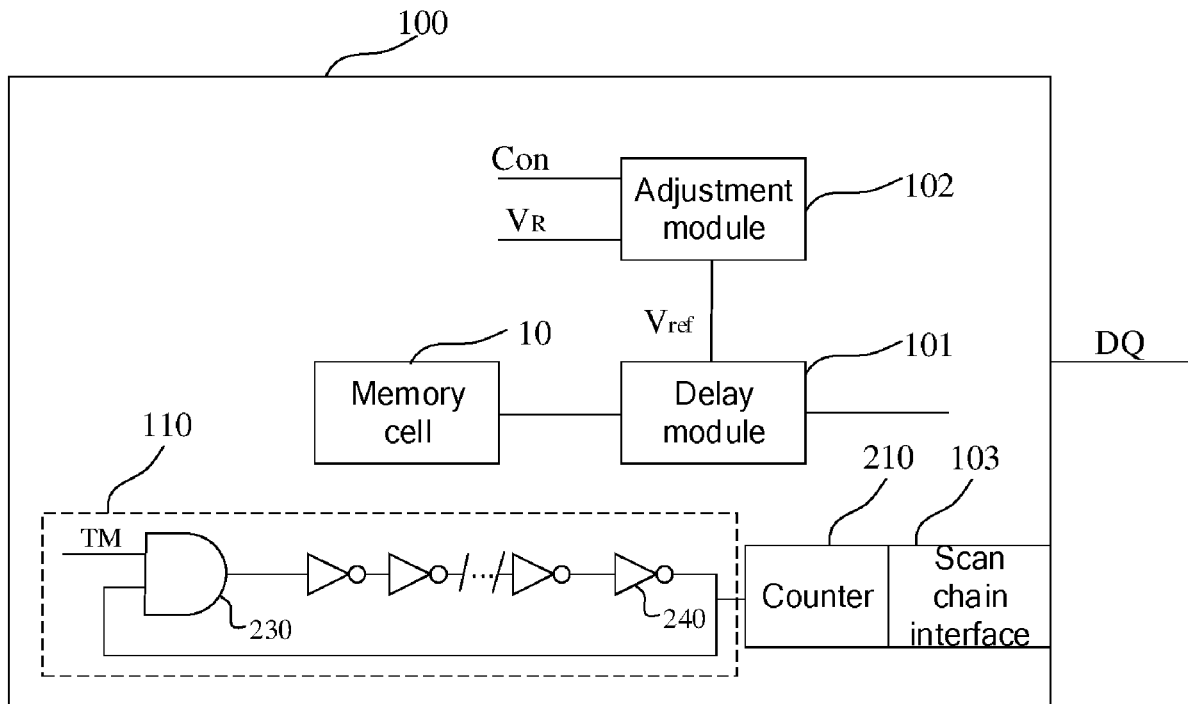 100
Con
Adjustment
module
102
VR
Vref
10
101
DQ
Memory
cell
Delay
module
110
210
103
TM
Scan
chain
interface
Counter
...
230
240